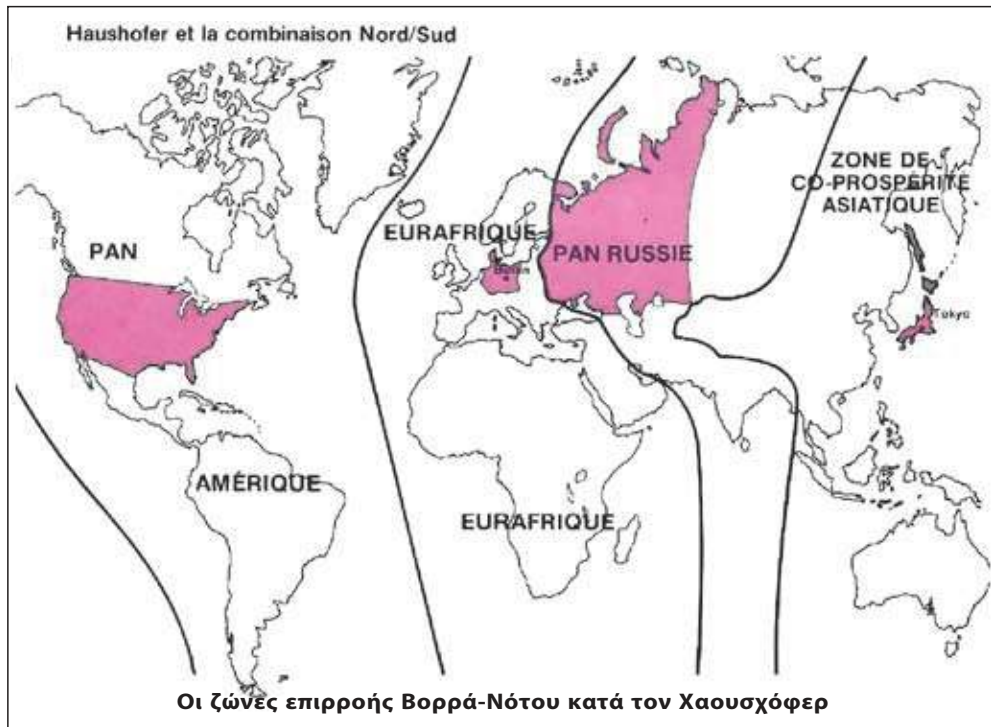 Haushofer et la combinaison Nord/Sud
ZONE DE
CO-PROSPÉRITÉ
ASIATIQUE
EURAFRIQUE
PAN
PAN RUSSIE
Berlin
Tokyo
AMÉRIQUE
EURAFRIQUE
Οι ζώνες επιρροής Βορρά-Νότου κατά τον Χαουσχόφερ